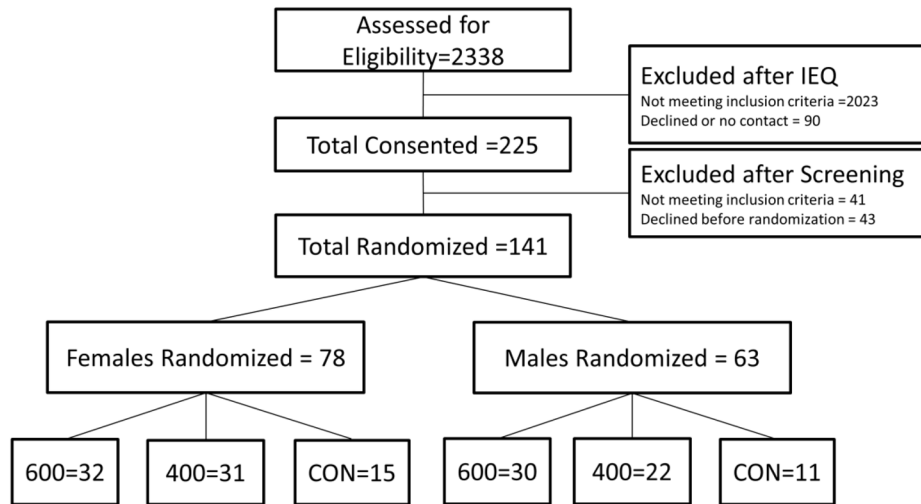 Assessed for
Eligibility=2338
Excluded after IEQ
Not meeting inclusion criteria =2023
Declined or no contact = 90
Total Consented =225
Excluded after Screening
Not meeting inclusion criteria = 41
Declined before randomization = 43
Total Randomized =141
Females Randomized = 78
Males Randomized = 63
600=32
400=31
CON=15
600=30
400=22
CON=11